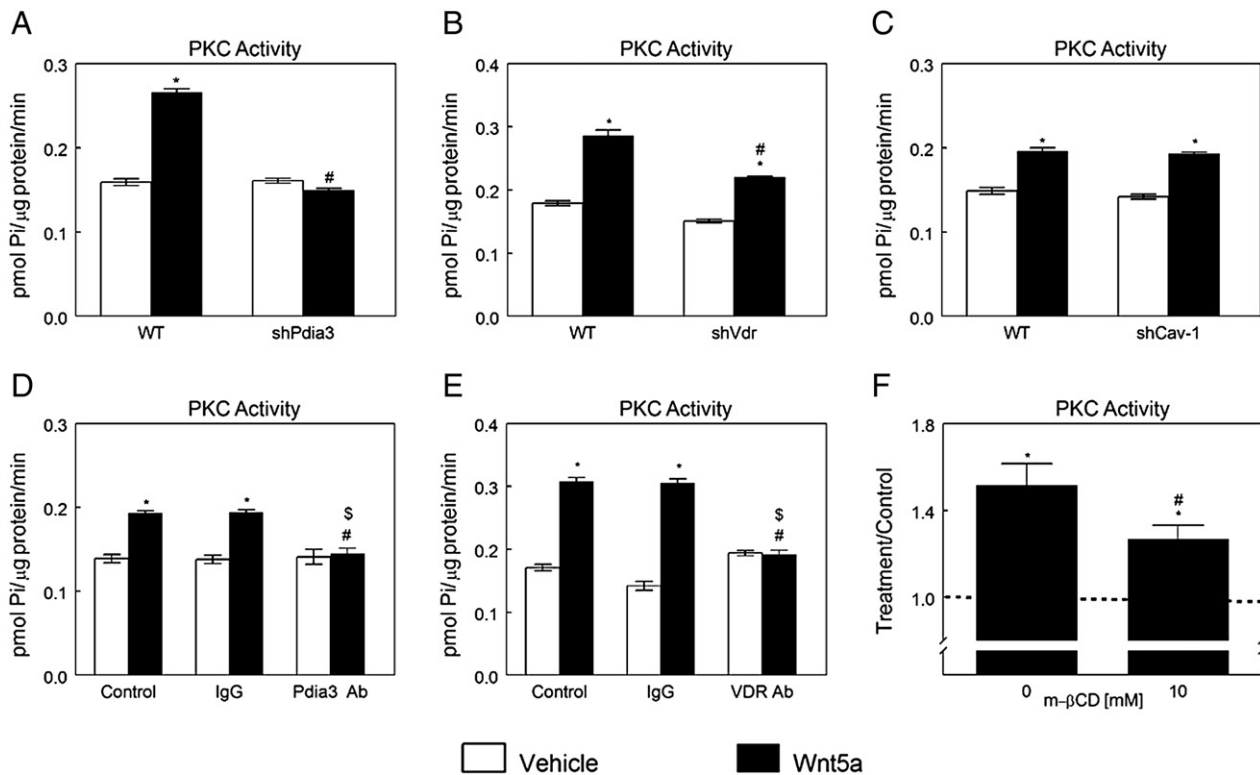 A
PKC Activity
pmol Pi/µg protein/min
0.3
0.2
0.1
0.0
*
#
WT
shPdia3
B
PKC Activity
pmol Pi/µg protein/min
0.4
0.3
0.2
0.1
0.0
*
#
*
WT
shVdr
C
PKC Activity
pmol Pi/µg protein/min
0.3
0.2
0.1
0.0
*
*
WT
shCav-1
D
PKC Activity
pmol Pi/µg protein/min
0.3
0.2
0.1
0.0
*
*
$
#
Control
IgG
Pdia3 Ab
E
PKC Activity
pmol Pi/µg protein/min
0.4
0.3
0.2
0.1
0.0
*
*
$
#
Control
IgG
VDR Ab
F
PKC Activity
Treatment/Control
1.8
1.4
1.0
*
#
*
0
10
m-βCD [mM]
Vehicle
Wnt5a